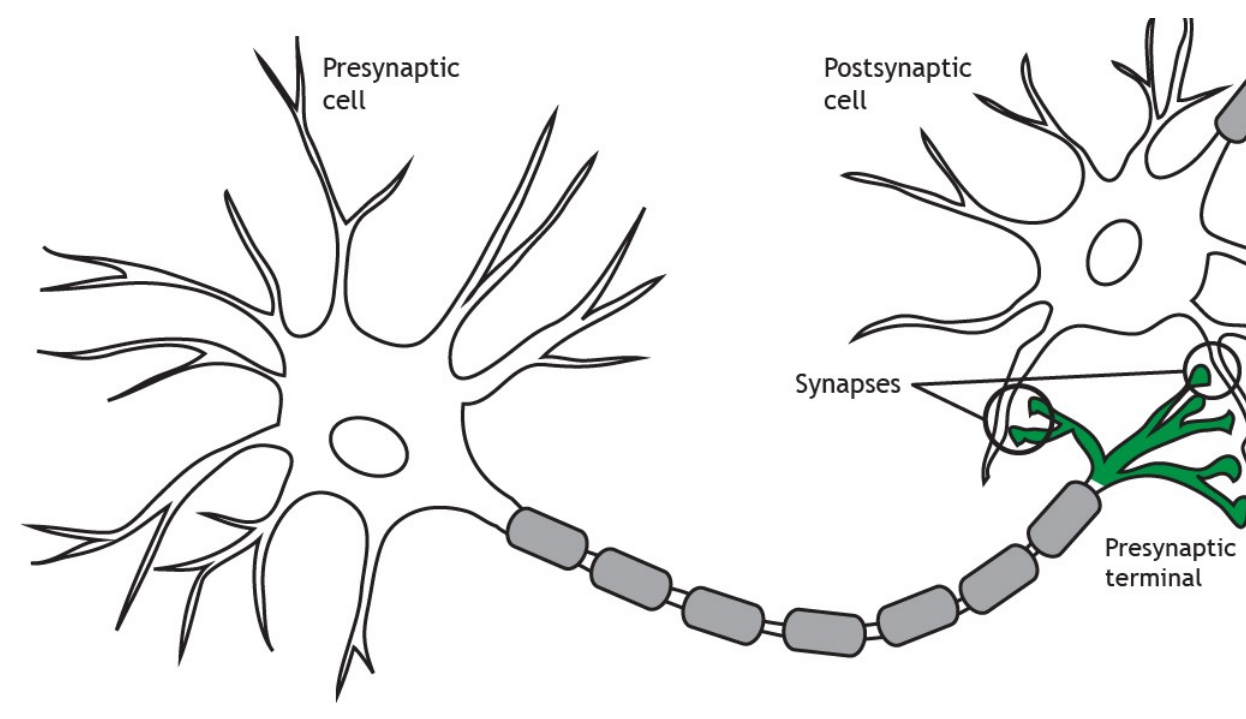 Presynaptic
cell
Postsynaptic
cell
Synapses
Presynaptic
terminal